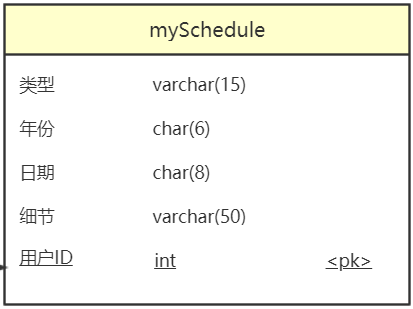 mySchedule
类型 varchar(15)
年份 char(6)
日期 char(8)
细节 varchar(50)
用户ID int <pk>